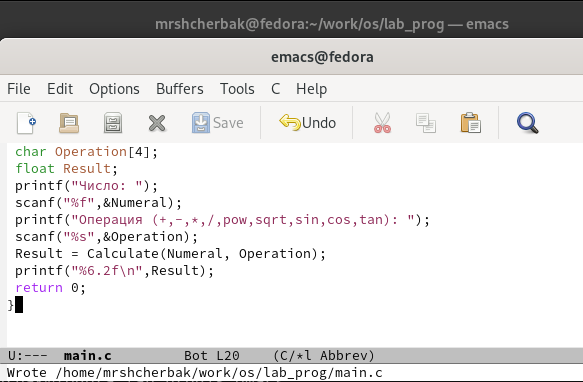 mrshcherbak@fedora:~/work/os/lab_prog — emacs
emacs@fedora
File Edit Options Buffers Tools C Help
Save Undo
char Operation[4];
float Result;
printf("Число: ");
scanf("%f",&Numeral);
printf("Операция (+,-,*,/,pow,sqrt,sin,cos,tan): ");
scanf("%s",&Operation);
Result = Calculate(Numeral, Operation);
printf("%6.2f\n",Result);
return 0;
}
U:--- main.c Bot L20 (C/*l Abbrev)
Wrote /home/mrshcherbak/work/os/lab_prog/main.c